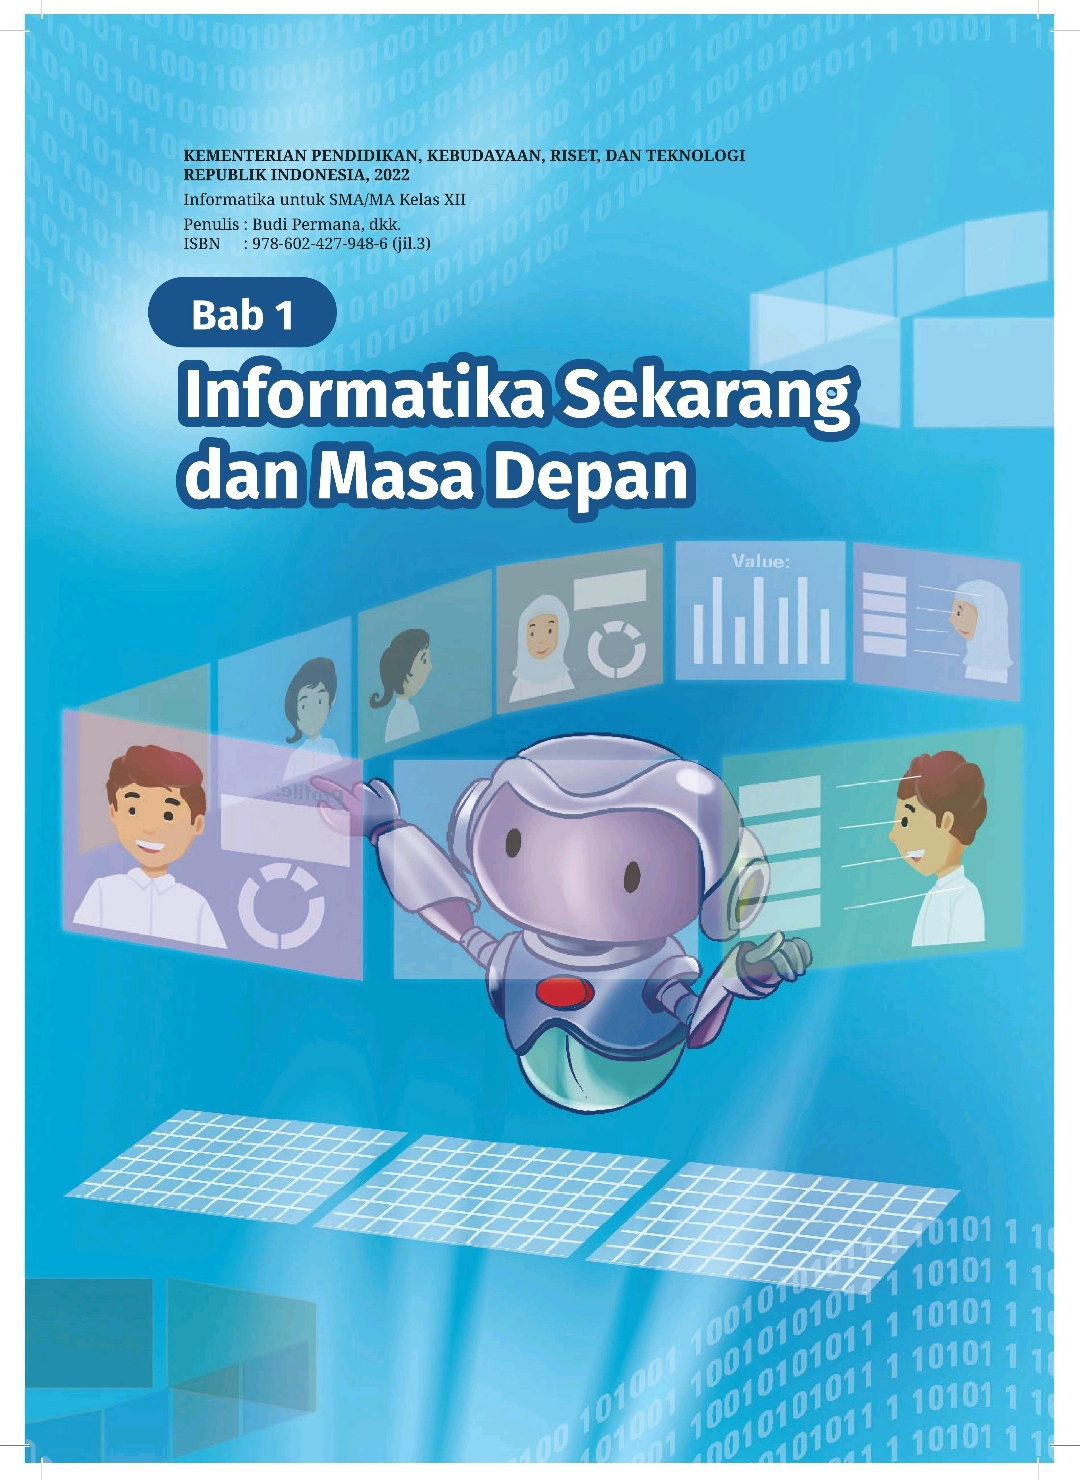 KEMENTERIAN PENDIDIKAN, KEBUDAYAAN, RISET, DAN TEKNOLOGI
REPUBLIK INDONESIA, 2022
Informatika untuk SMA/MA Kelas XII
Penulis : Budi Permana, dkk.
ISBN : 978-602-427-948-6 (jil.3)
Bab 1
Informatika Sekarang
dan Masa Depan
Value:
Profile: